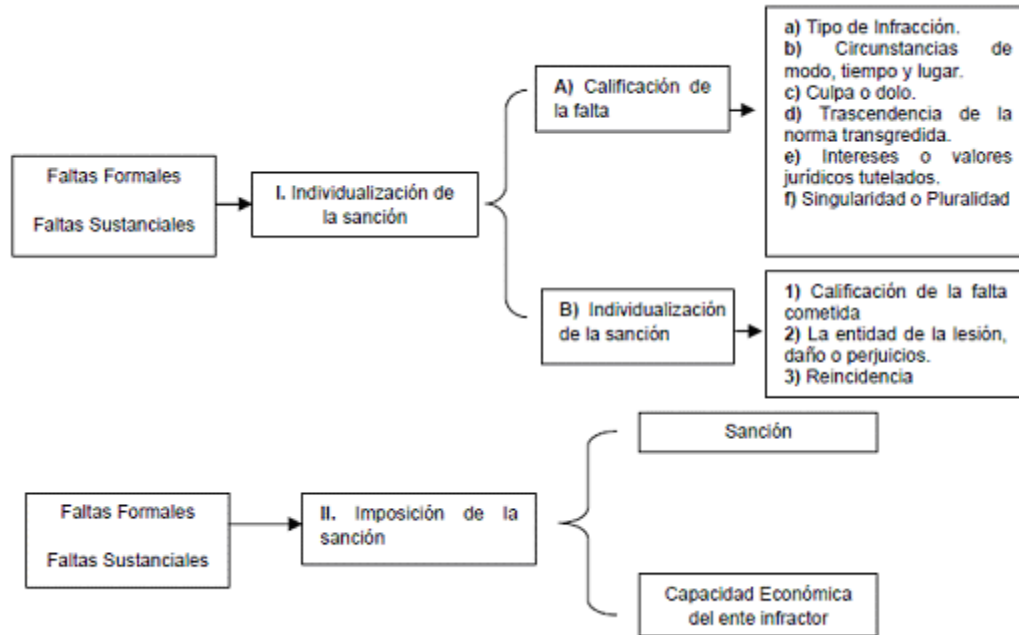 Faltas Formales
Faltas Sustanciales
I. Individualización de
la sanción
A) Calificación de
la falta
a) Tipo de Infracción.
b) Circunstancias de
modo, tiempo y lugar.
c) Culpa o dolo.
d) Trascendencia de la
norma transgredida.
e) Intereses o valores
jurídicos tutelados.
f) Singularidad o Pluralidad
B) Individualización
de la sanción
1) Calificación de la falta
cometida
2) La entidad de la lesión,
daño o perjuicios.
3) Reincidencia
Faltas Formales
Faltas Sustanciales
II. Imposición de la
sanción
Sanción
Capacidad Económica
del ente infractor